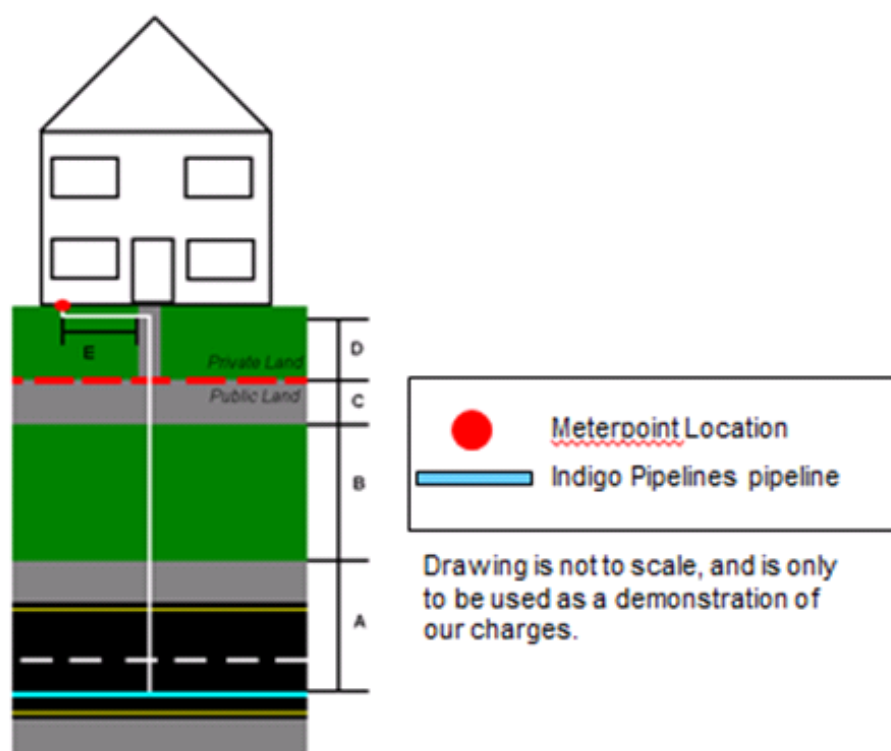 E
D
Private Land
Public Land
C
B
A
Meterpoint Location
Indigo Pipelines pipeline
Drawing is not to scale, and is only
to be used as a demonstration of
our charges.